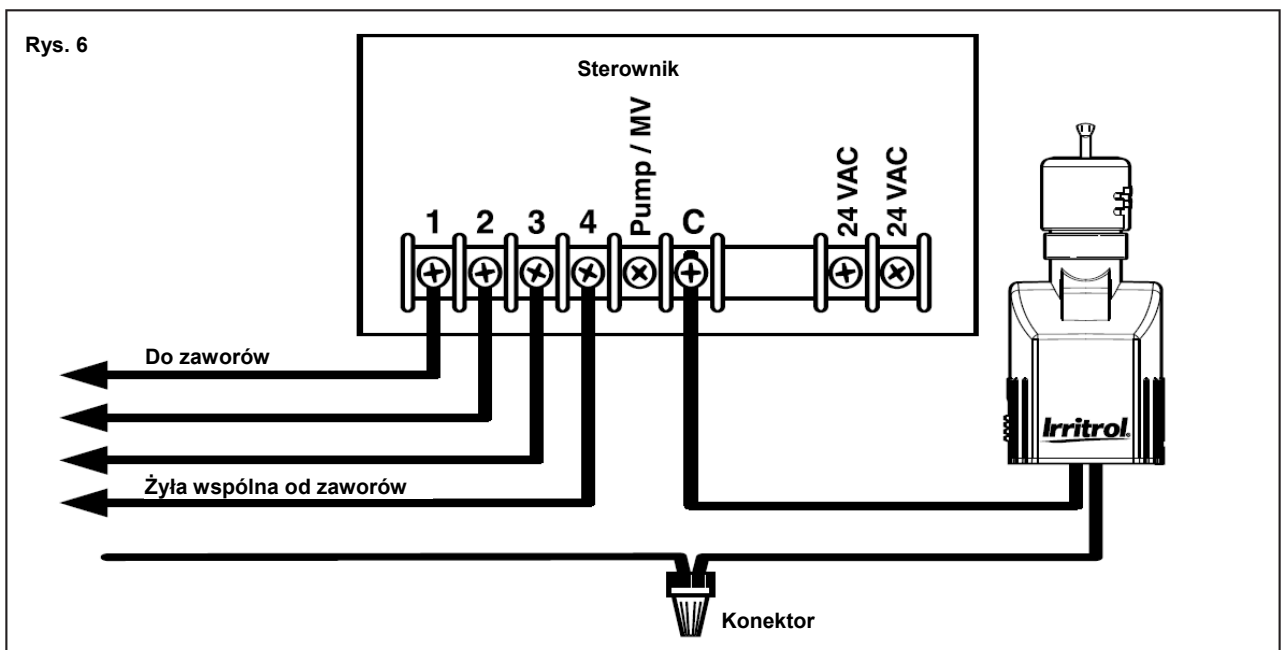 Rys. 6
Sterownik
1 2 3 4 Pump / MV C 24 VAC 24 VAC
Do zaworów
Irritrol.
Żyła wspólna od zaworów
Konektor